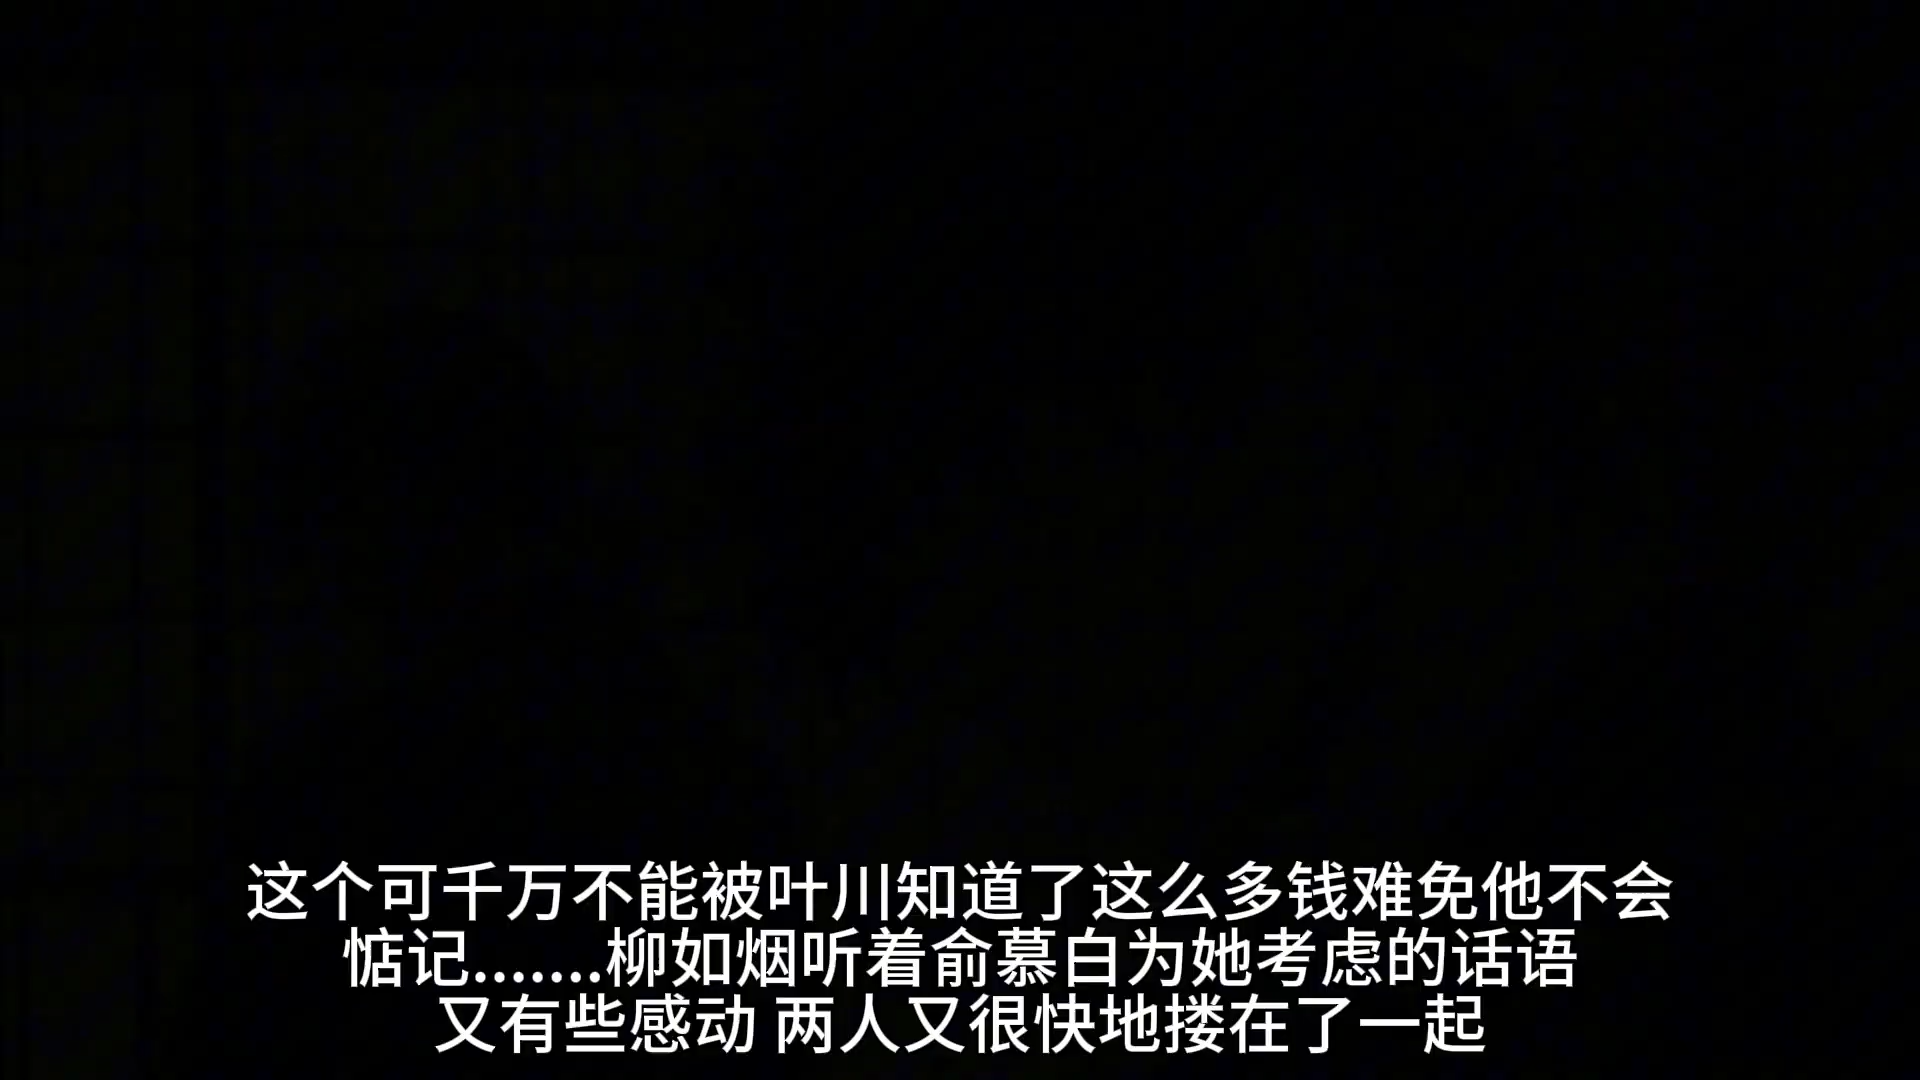 这个可千万不能被叶川知道了这么多钱难免他不会
惦记.......柳如烟听着俞慕白为她考虑的话语
又有些感动 两人又很快地搂在了一起